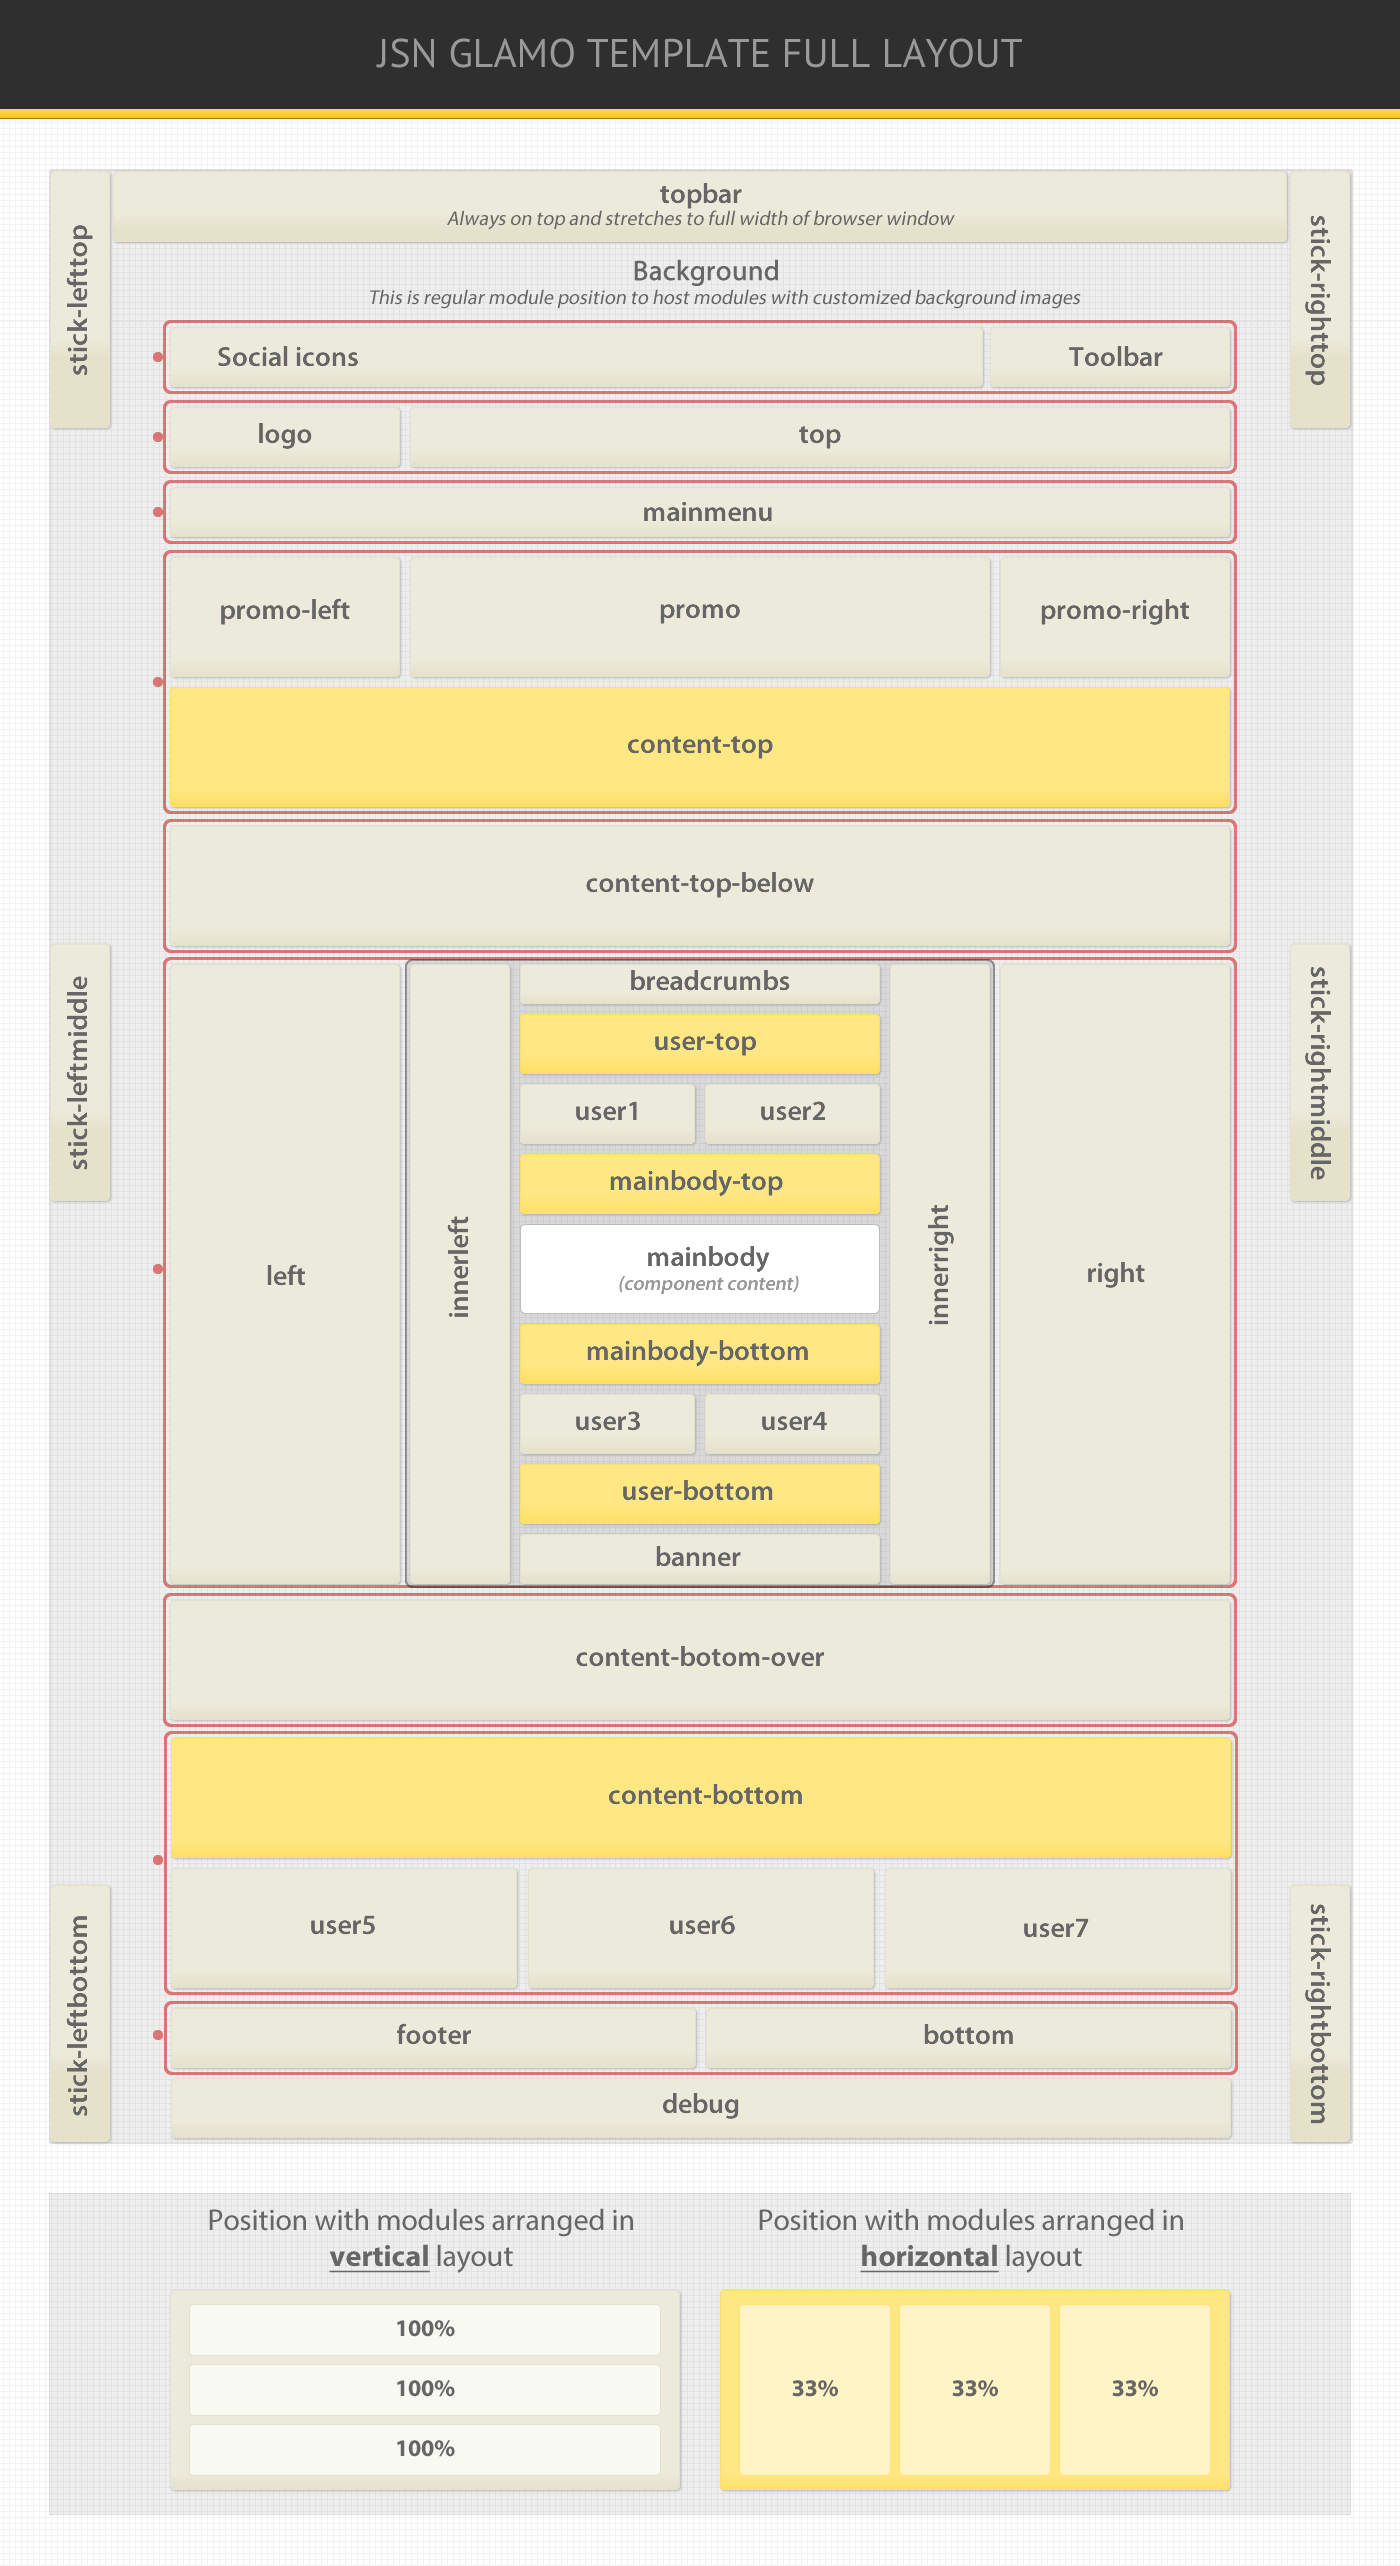 JSN GLAMO TEMPLATE FULL LAYOUT
topbar
Always on top and stretches to full width of browser window
stick-lefttop
stick-righttop
Background
This is regular module position to host modules with customized background images
Social icons
Toolbar
logo
top
mainmenu
promo-left
promo
promo-right
content-top
content-top-below
stick-leftmiddle
stick-rightmiddle
left
innerleft
breadcrumbs
user-top
user1
user2
mainbody-top
mainbody
(component content)
mainbody-bottom
user3
user4
user-bottom
banner
innerright
right
content-botom-over
content-bottom
user5
user6
user7
stick-leftbottom
stick-rightbottom
footer
bottom
debug
Position with modules arranged in
vertical layout
100%
100%
100%
Position with modules arranged in
horizontal layout
33%
33%
33%